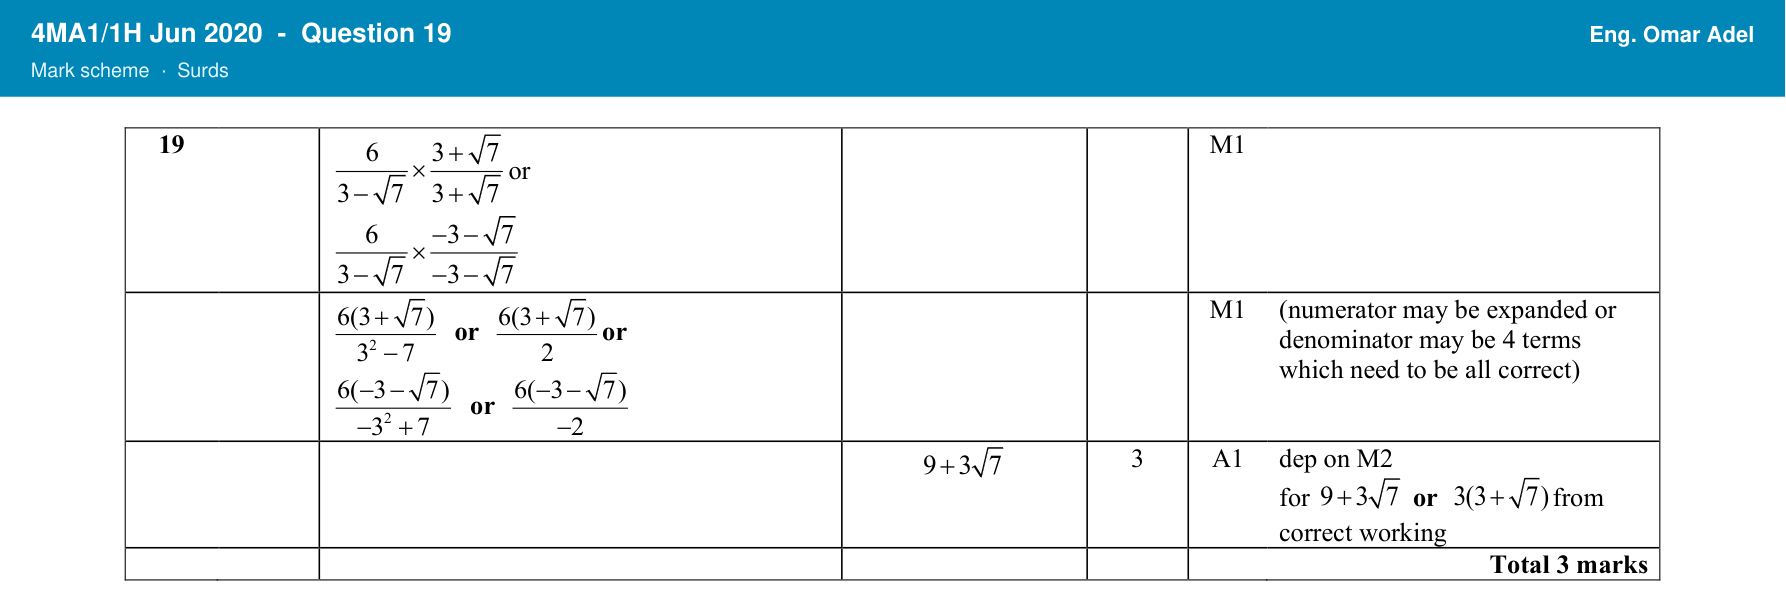 4MA1/1H Jun 2020 - Question 19
Eng. Omar Adel
Mark scheme · Surds
19
6/(3−√7) × (3+√7)/(3+√7) or
M1
6/(3−√7) × (−3−√7)/(−3−√7)
6(3+√7)/(3²−7) or 6(3+√7)/2 or
M1 (numerator may be expanded or
denominator may be 4 terms
which need to be all correct)
6(−3−√7)/(−3²+7) or 6(−3−√7)/−2
9+3√7
3
A1 dep on M2
for 9+3√7 or 3(3+√7) from
correct working
Total 3 marks